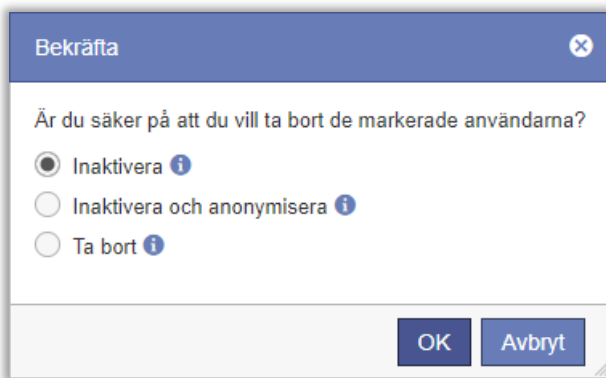 Bekräfta
Är du säker på att du vill ta bort de markerade användarna?
Inaktivera
Inaktivera och anonymisera
Ta bort
OK Avbryt